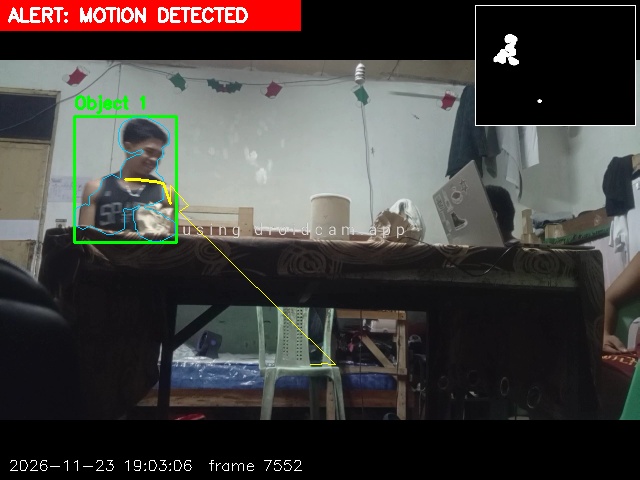 ALERT: MOTION DETECTED
Object 1
using droidcam app
2026-11-23 19:03:06 frame 7552